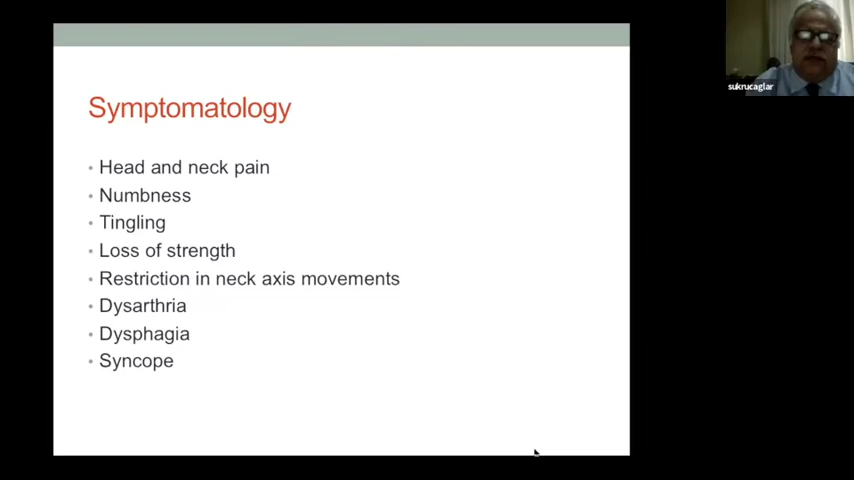 Symptomatology
• Head and neck pain
• Numbness
• Tingling
• Loss of strength
• Restriction in neck axis movements
• Dysarthria
• Dysphagia
• Syncope
sukrucaglar